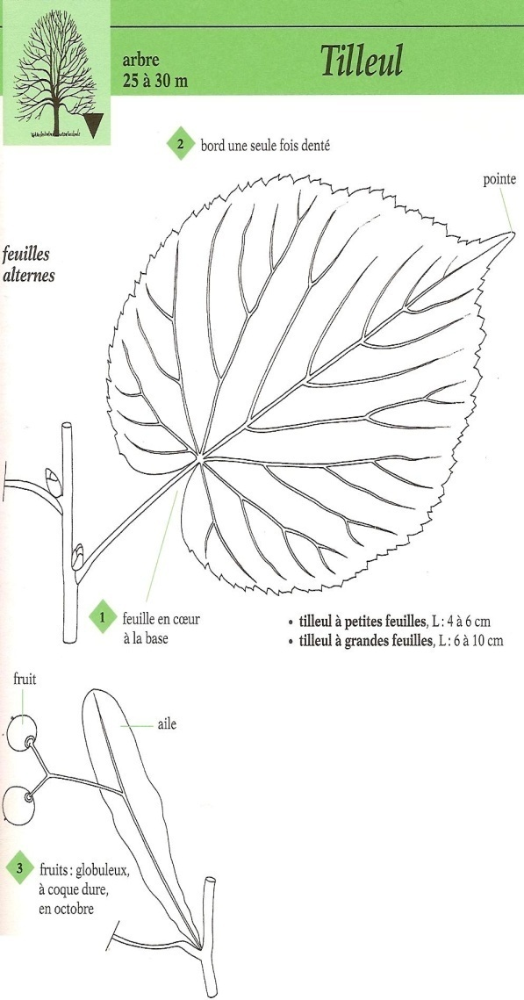 arbre
25 à 30 m
Tilleul
2 bord une seule fois denté
pointe
feuilles
alternes
1 feuille en cœur
à la base
• tilleul à petites feuilles, L : 4 à 6 cm
• tilleul à grandes feuilles, L : 6 à 10 cm
fruit
aile
3 fruits : globuleux,
à coque dure,
en octobre